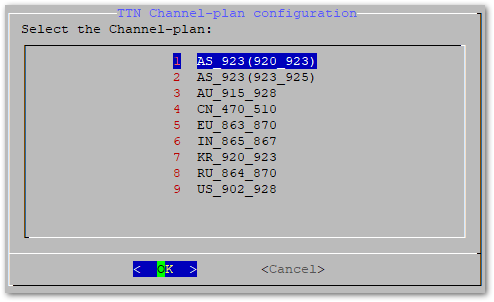 TTN Channel-plan configuration
Select the Channel-plan:
1 AS_923(920_923)
2 AS_923(923_925)
3 AU_915_928
4 CN_470_510
5 EU_863_870
6 IN_865_867
7 KR_920_923
8 RU_864_870
9 US_902_928
< OK > <Cancel>